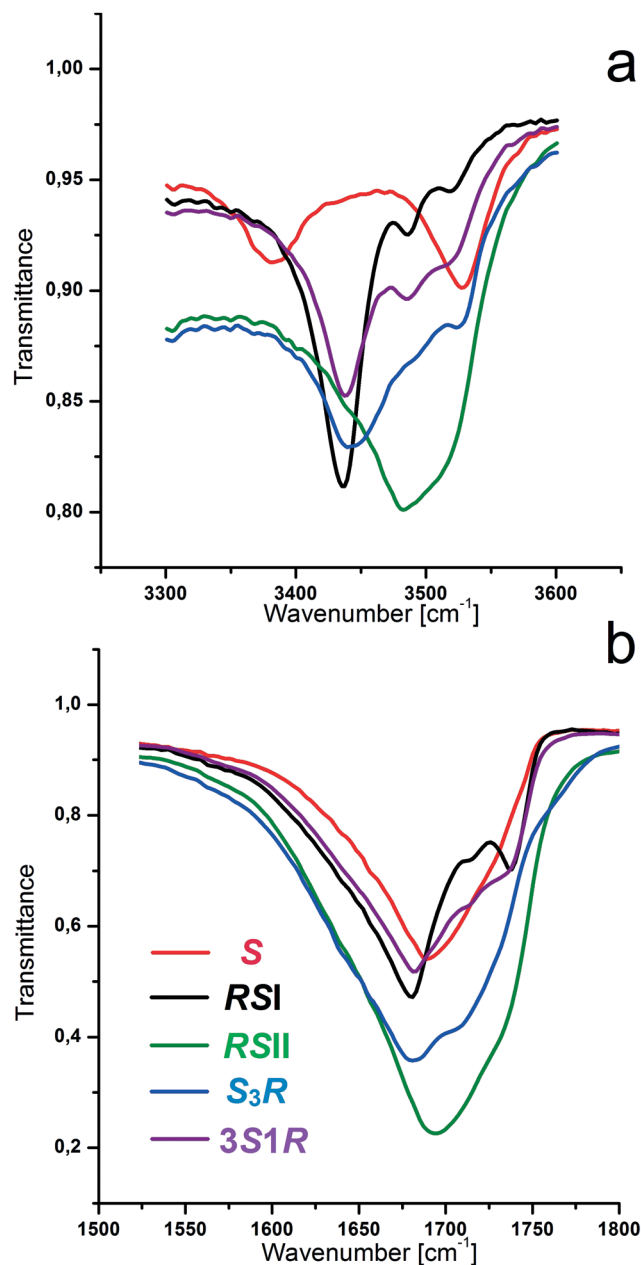 a
1,00
0,95
0,90
0,85
0,80
Transmittance
3300 3400 3500 3600
Wavenumber [cm⁻¹]
b
1,0
0,8
0,6
0,4
0,2
Transmittance
S
RSI
RSII
S₃R
3S1R
1500 1550 1600 1650 1700 1750 1800
Wavenumber [cm⁻¹]